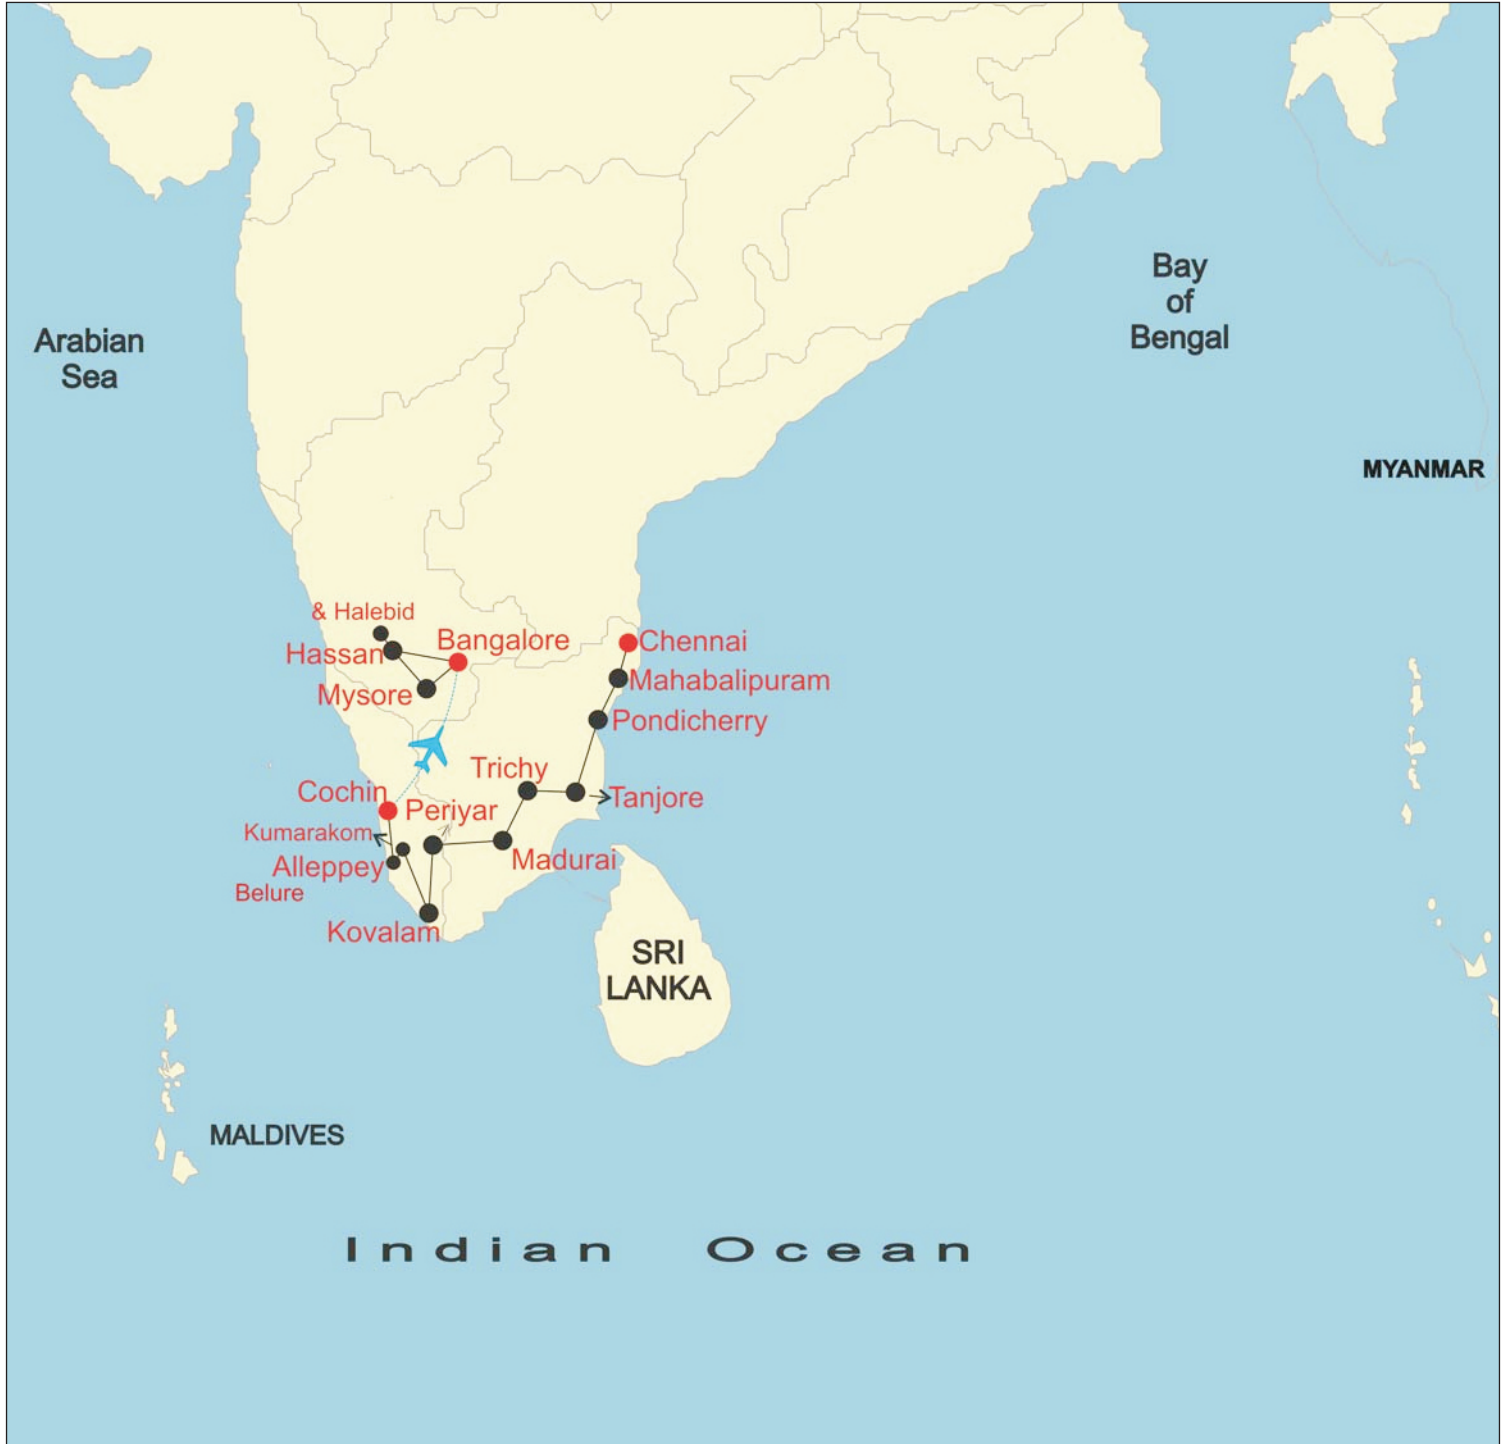 Bay
of
Bengal
Arabian
Sea
MYANMAR
& Halebid
Bangalore
Chennai
Hassan
Mahabalipuram
Mysore
Pondicherry
Trichy
Cochin
Tanjore
Periyar
Kumarakom
Madurai
Alleppey
Belure
Kovalam
SRI
LANKA
MALDIVES
Indian Ocean